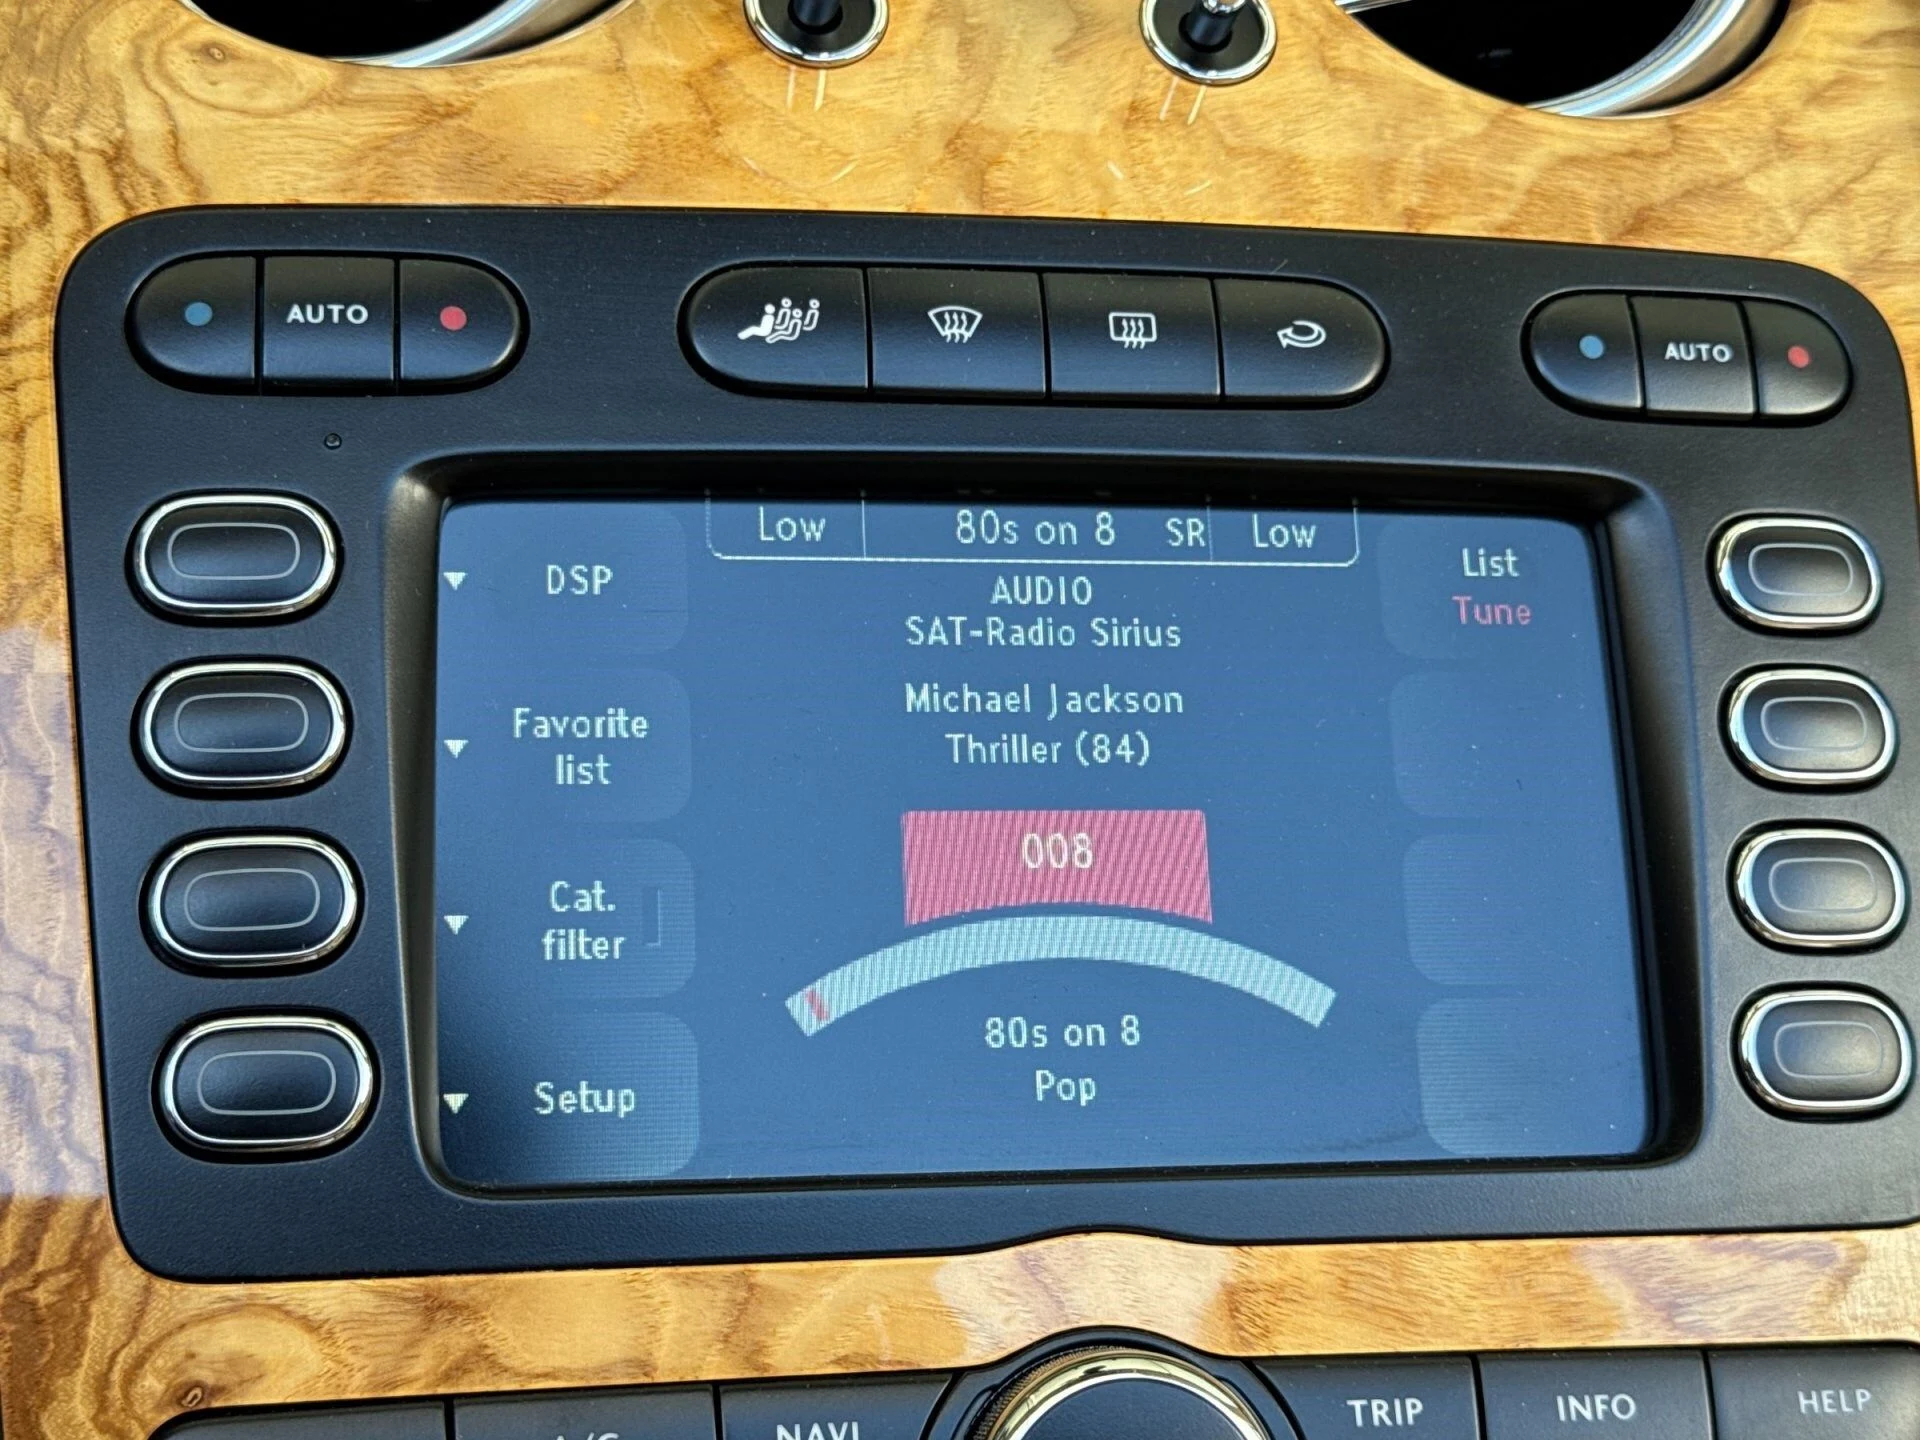 AUTO
AUTO
Low
80s on 8 SR
Low
DSP
AUDIO
SAT-Radio Sirius
List
Tune
Michael Jackson
Thriller (84)
Favorite
list
008
Cat.
filter
80s on 8
Pop
Setup
NAVI
TRIP
INFO
HELP